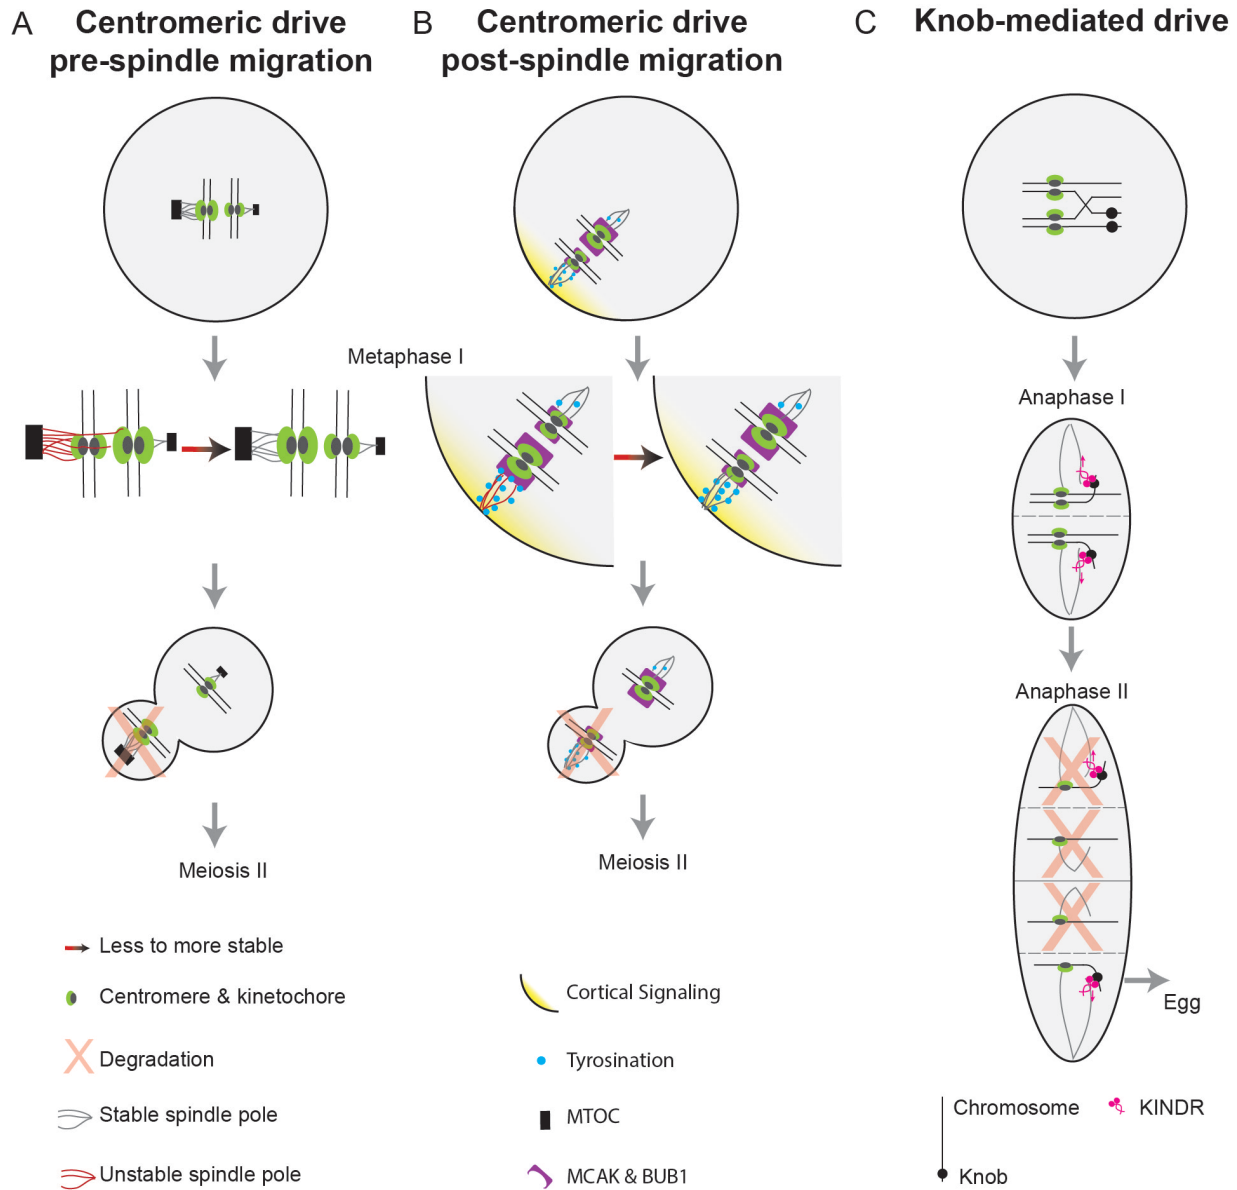 A
Centromeric drive
pre-spindle migration
B
Centromeric drive
post-spindle migration
C
Knob-mediated drive
Metaphase I
Anaphase I
Anaphase II
Egg
Meiosis II
Meiosis II
Less to more stable
Centromere & kinetochore
Degradation
Stable spindle pole
Unstable spindle pole
Cortical Signaling
Tyrosination
MTOC
MCAK & BUB1
Chromosome
KINDR
Knob